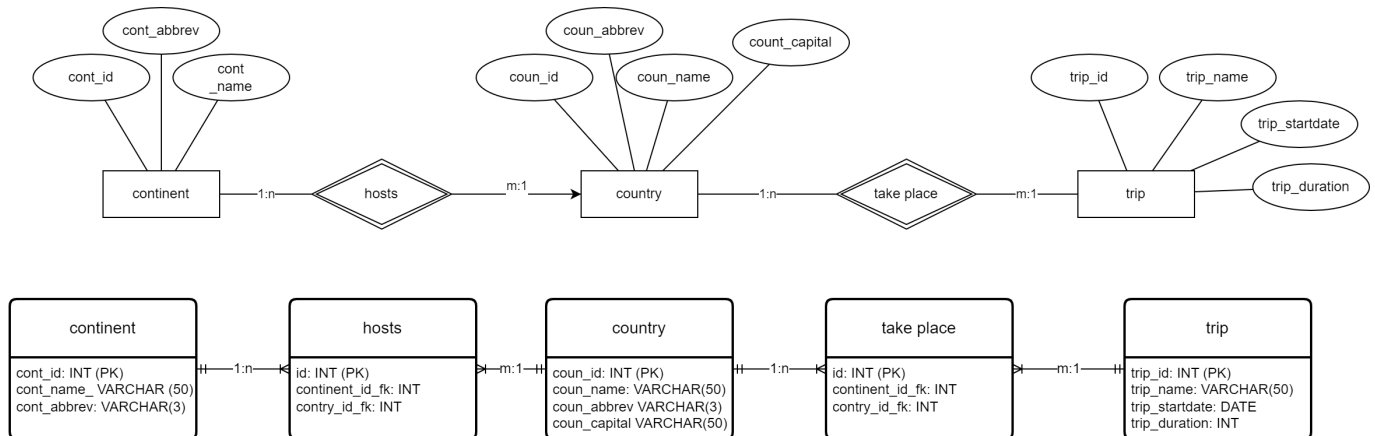 cont_abbrev
cont_id
cont
_name
coun_abbrev
count_capital
coun_id
coun_name
trip_id
trip_name
trip_startdate
trip_duration
continent
1:n
hosts
m:1
country
1:n
take place
m:1
trip
continent
cont_id: INT (PK)
cont_name_ VARCHAR (50)
cont_abbrev: VARCHAR(3)
1:n
hosts
id: INT (PK)
continent_id_fk: INT
contry_id_fk: INT
m:1
country
coun_id: INT (PK)
coun_name: VARCHAR(50)
coun_abbrev VARCHAR(3)
coun_capital VARCHAR(50)
1:n
take place
id: INT (PK)
continent_id_fk: INT
contry_id_fk: INT
m:1
trip
trip_id: INT (PK)
trip_name: VARCHAR(50)
trip_startdate: DATE
trip_duration: INT